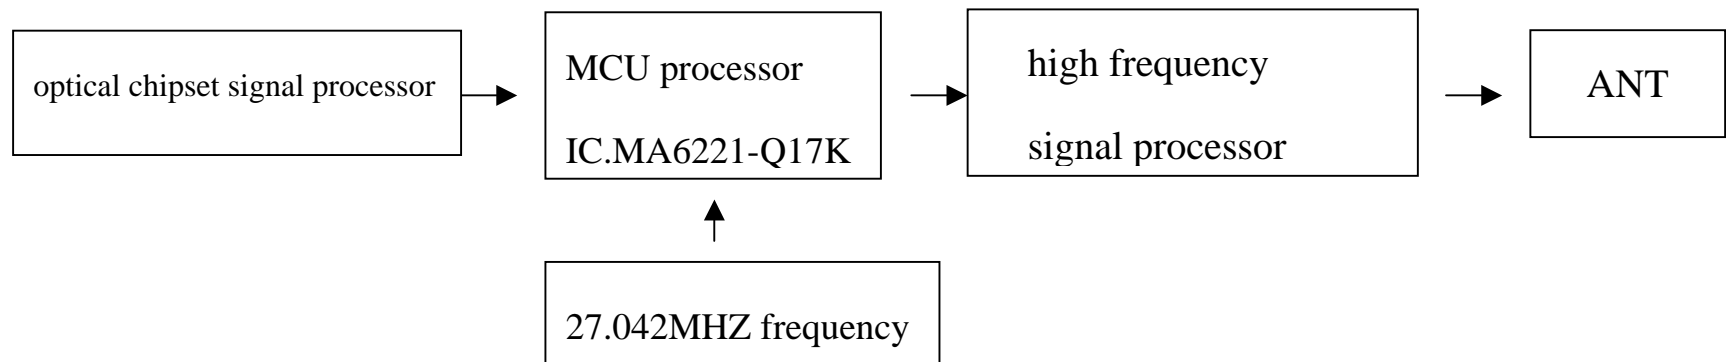 optical chipset signal processor
MCU processor
IC.MA6221-Q17K
high frequency
signal processor
ANT
27.042MHZ frequency